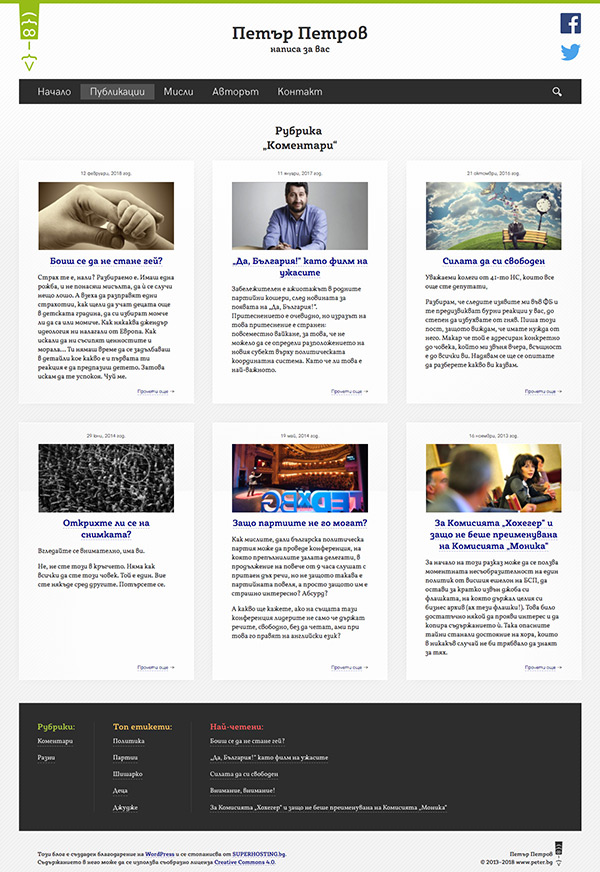 Петър Петров
написа за вас
Начало Публикации Мисли Авторът Контакт
Рубрика
„Коментари“
12 февруари, 2018 год.
Боиш се да не стане гей?
Страх те е, нали? Разбираемо е. Имаш една
рожба, и не понасяш мисълта, да ѝ се случи
нещо лошо. А взеха да разправят едни
страхотии, как щели да учат децата още
в детската градина, да си избират момче
ли да са или момиче. Как някаква джендър
идеология ни налагали от Европа. Как
искали да ни съсипят ценностите и
морала... Ти нямаш време да се задълбаваш
в детайли кое какво е и първата ти
реакция е да предпазиш детето. Затова
искам да те успокоя. Чуй ме.
Прочети още →
11 януари, 2017 год.
„Да, България!“ като филм на
ужасите
Забележителен е ажиотажът в родните
партийни кошери, след новината за
появата на „Да, България!“.
Притеснението е очевидно, но изразът на
това притеснение е странен:
повсеместно вайкане, за това, че не
можело да се определи разположението на
новия субект върху политическата
координатна система. Като че ли това е
най-важното.
Прочети още →
21 октомври, 2016 год.
Силата да си свободен
Уважаеми колеги от 41-то НС, които все
още сте депутати,
Разбирам, че следите изявите ми във ФБ и
те предизвикват бурни реакции у вас, до
степен да избухвате от гняв. Пиша този
пост, защото виждам, че имате нужда от
него. Макар че той е адресиран конкретно
до човека, който ми звъня вчера, всъщност
е до всички ви. Надявам се ще се опитате
да разберете какво ви казвам.
Прочети още →
29 юли, 2014 год.
Открихте ли се на
снимката?
Вгледайте се внимателно, има ви.
Не, не сте този в кръгчето. Няма как
всички да сте този човек. Той е един. Вие
сте някъде сред другите. Потърсете се.
Прочети още →
19 май, 2014 год.
Защо партиите не го могат?
Как мислите, дали българска политическа
партия може да проведе конференция, на
която препълнилите залата делегати, в
продължение на повече от 9 часа слушат с
притаен дъх речи, но не защото такава е
партийната повеля, а просто защото им е
страшно интересно? Абсурд?
А какво ще кажете, ако на същата тази
конференция лидерите не само че държат
речите, свободно, без да четат, ами при
това го правят на английски език?
Прочети още →
16 ноември, 2013 год.
За Комисията „Хохегер“ и
защо не беше преименувана
на Комисията „Моника“
За начало на този разказ може да се ползва
моментната несъобразителност на един
политик от висшия ешелон на БСП, да
остави за кратко извън джоба си
флашката, на която държал целия си
бизнес архив (ах тези флашки!). Това било
достатъчно някой да прояви интерес и да
копира съдържанието ѝ. Така опасните
тайни станали достояние на хора, които
в никакъв случай не би трябвало да знаят
за тях.
Прочети още →
Рубрики:
Коментари
Разни
Топ етикети:
Политика
Партии
Шишарко
Деца
Джудже
Най-четени:
Боиш се да не стане гей?
„Да, България!“ като филм на ужасите
Силата да си свободен
Внимание, внимание!
За Комисията „Хохегер“ и защо не беше преименувана на Комисията „Моника“
Този блог е създаден благодарение на WordPress и се стопанисва от SUPERHOSTING.bg.
Съдържанието в него може да се използва съобразно лиценза Creative Commons 4.0.
Петър Петров
© 2013–2018 www.peter.bg